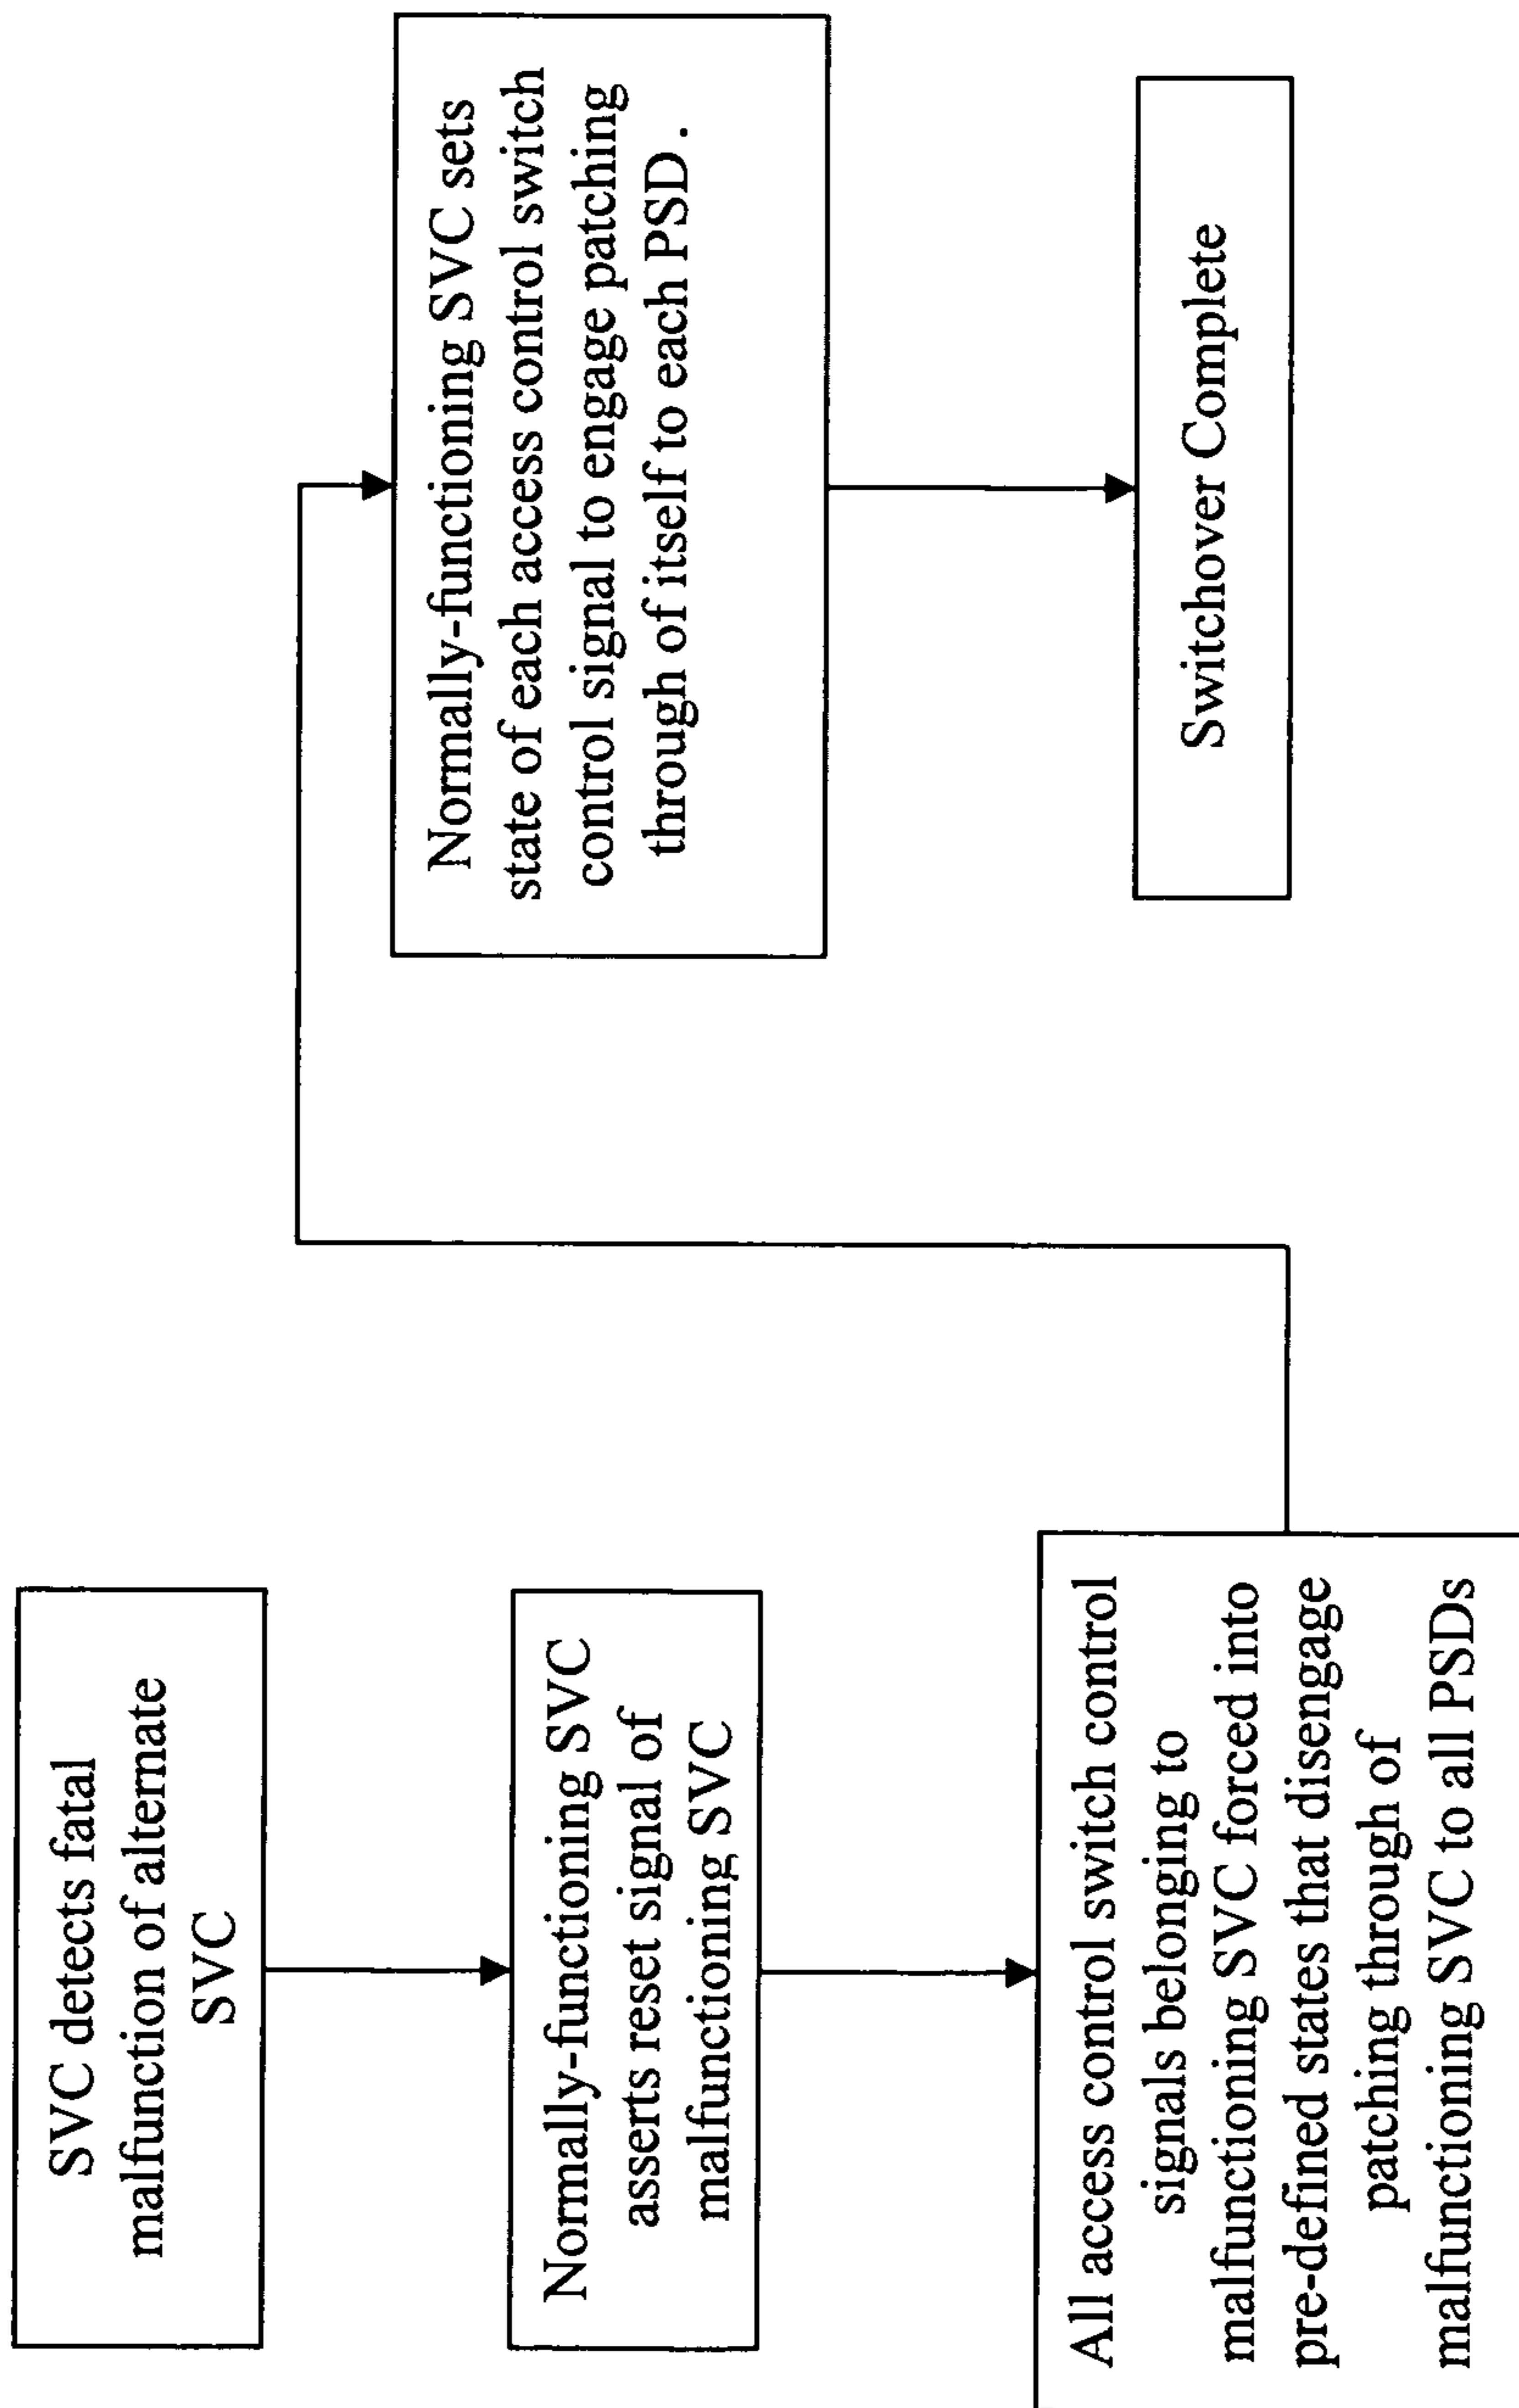 SVC detects fatal
malfunction of alternate
SVC
Normally-functioning SVC
asserts reset signal of
malfunctioning SVC
All access control switch control
signals belonging to
malfunctioning SVC forced into
pre-defined states that disengage
patching through of
malfunctioning SVC to all PSDs
Normally-functioning SVC sets
state of each access control switch
control signal to engage patching
through of itself to each PSD.
Switchover Complete